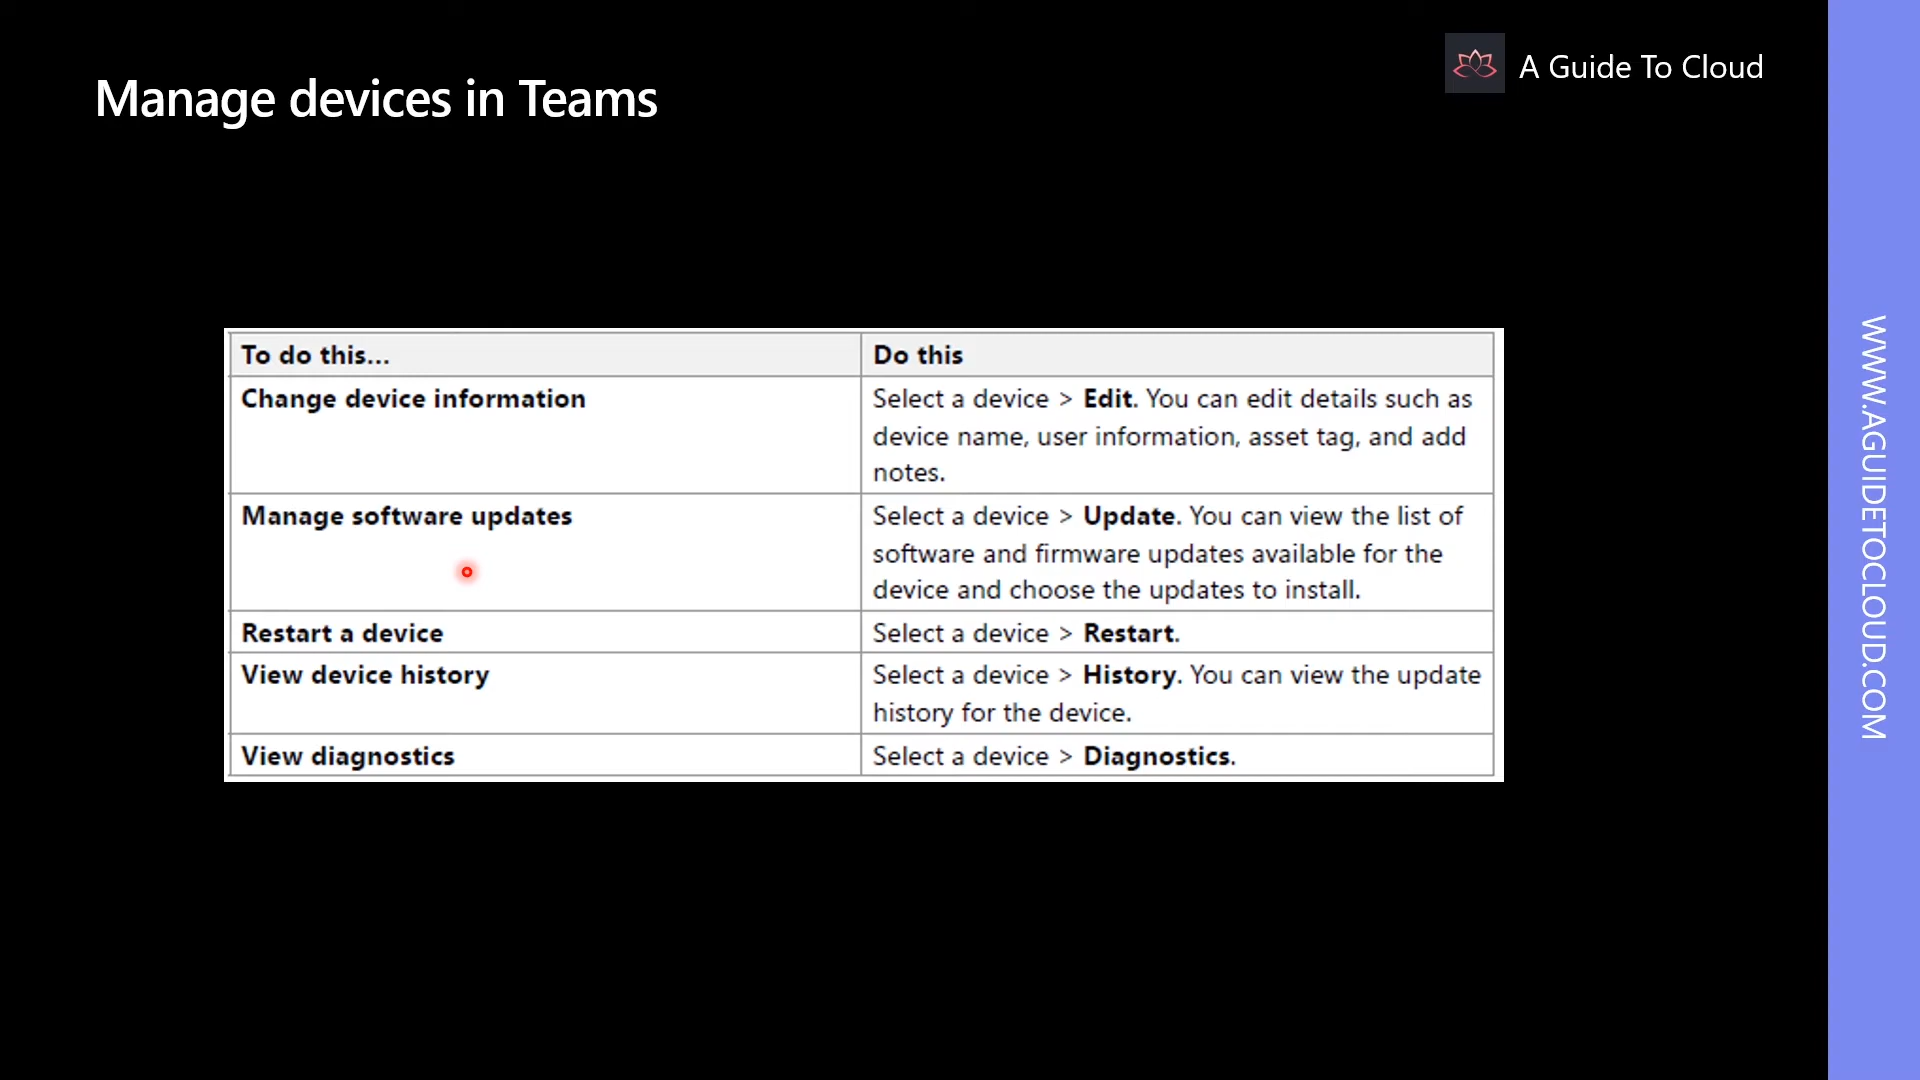 A Guide To Cloud
Manage devices in Teams
To do this...
Do this
Change device information
Select a device > Edit. You can edit details such as
device name, user information, asset tag, and add
notes.
Manage software updates
Select a device > Update. You can view the list of
software and firmware updates available for the
device and choose the updates to install.
Restart a device
Select a device > Restart.
View device history
Select a device > History. You can view the update
history for the device.
View diagnostics
Select a device > Diagnostics.
WWW.AGUIDETOCLOUD.COM